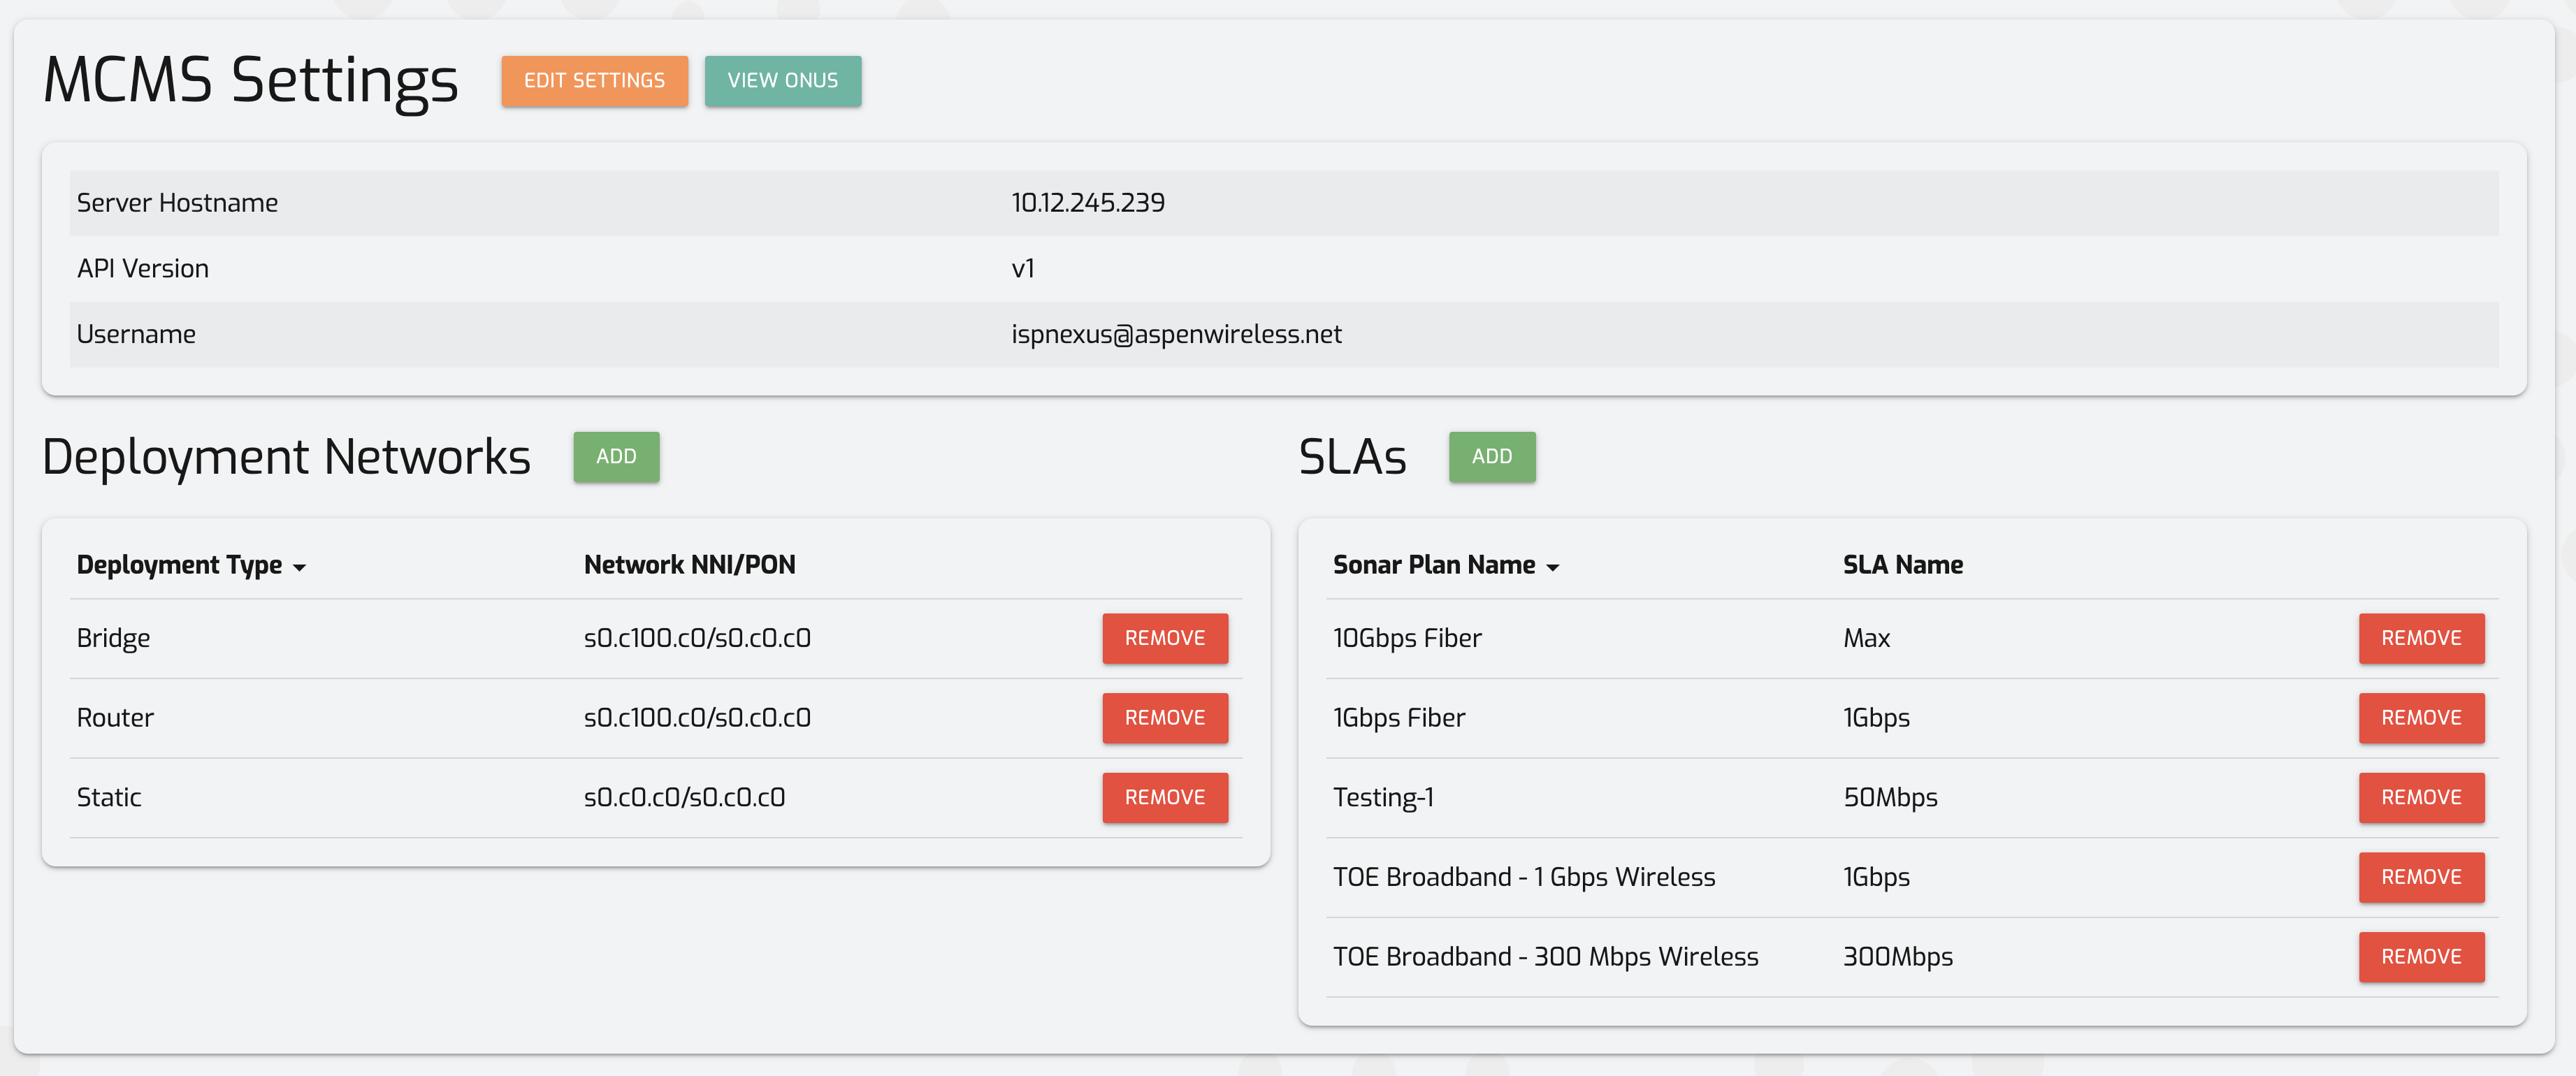 MCMS Settings EDIT SETTINGS VIEW ONUS
Server Hostname 10.12.245.239
API Version v1
Username ispnexus@aspenwireless.net
Deployment Networks ADD
Deployment Type Network NNI/PON
Bridge s0.c100.c0/s0.c0.c0 REMOVE
Router s0.c100.c0/s0.c0.c0 REMOVE
Static s0.c0.c0/s0.c0.c0 REMOVE
SLAs ADD
Sonar Plan Name SLA Name
10Gbps Fiber Max REMOVE
1Gbps Fiber 1Gbps REMOVE
Testing-1 50Mbps REMOVE
TOE Broadband - 1 Gbps Wireless 1Gbps REMOVE
TOE Broadband - 300 Mbps Wireless 300Mbps REMOVE